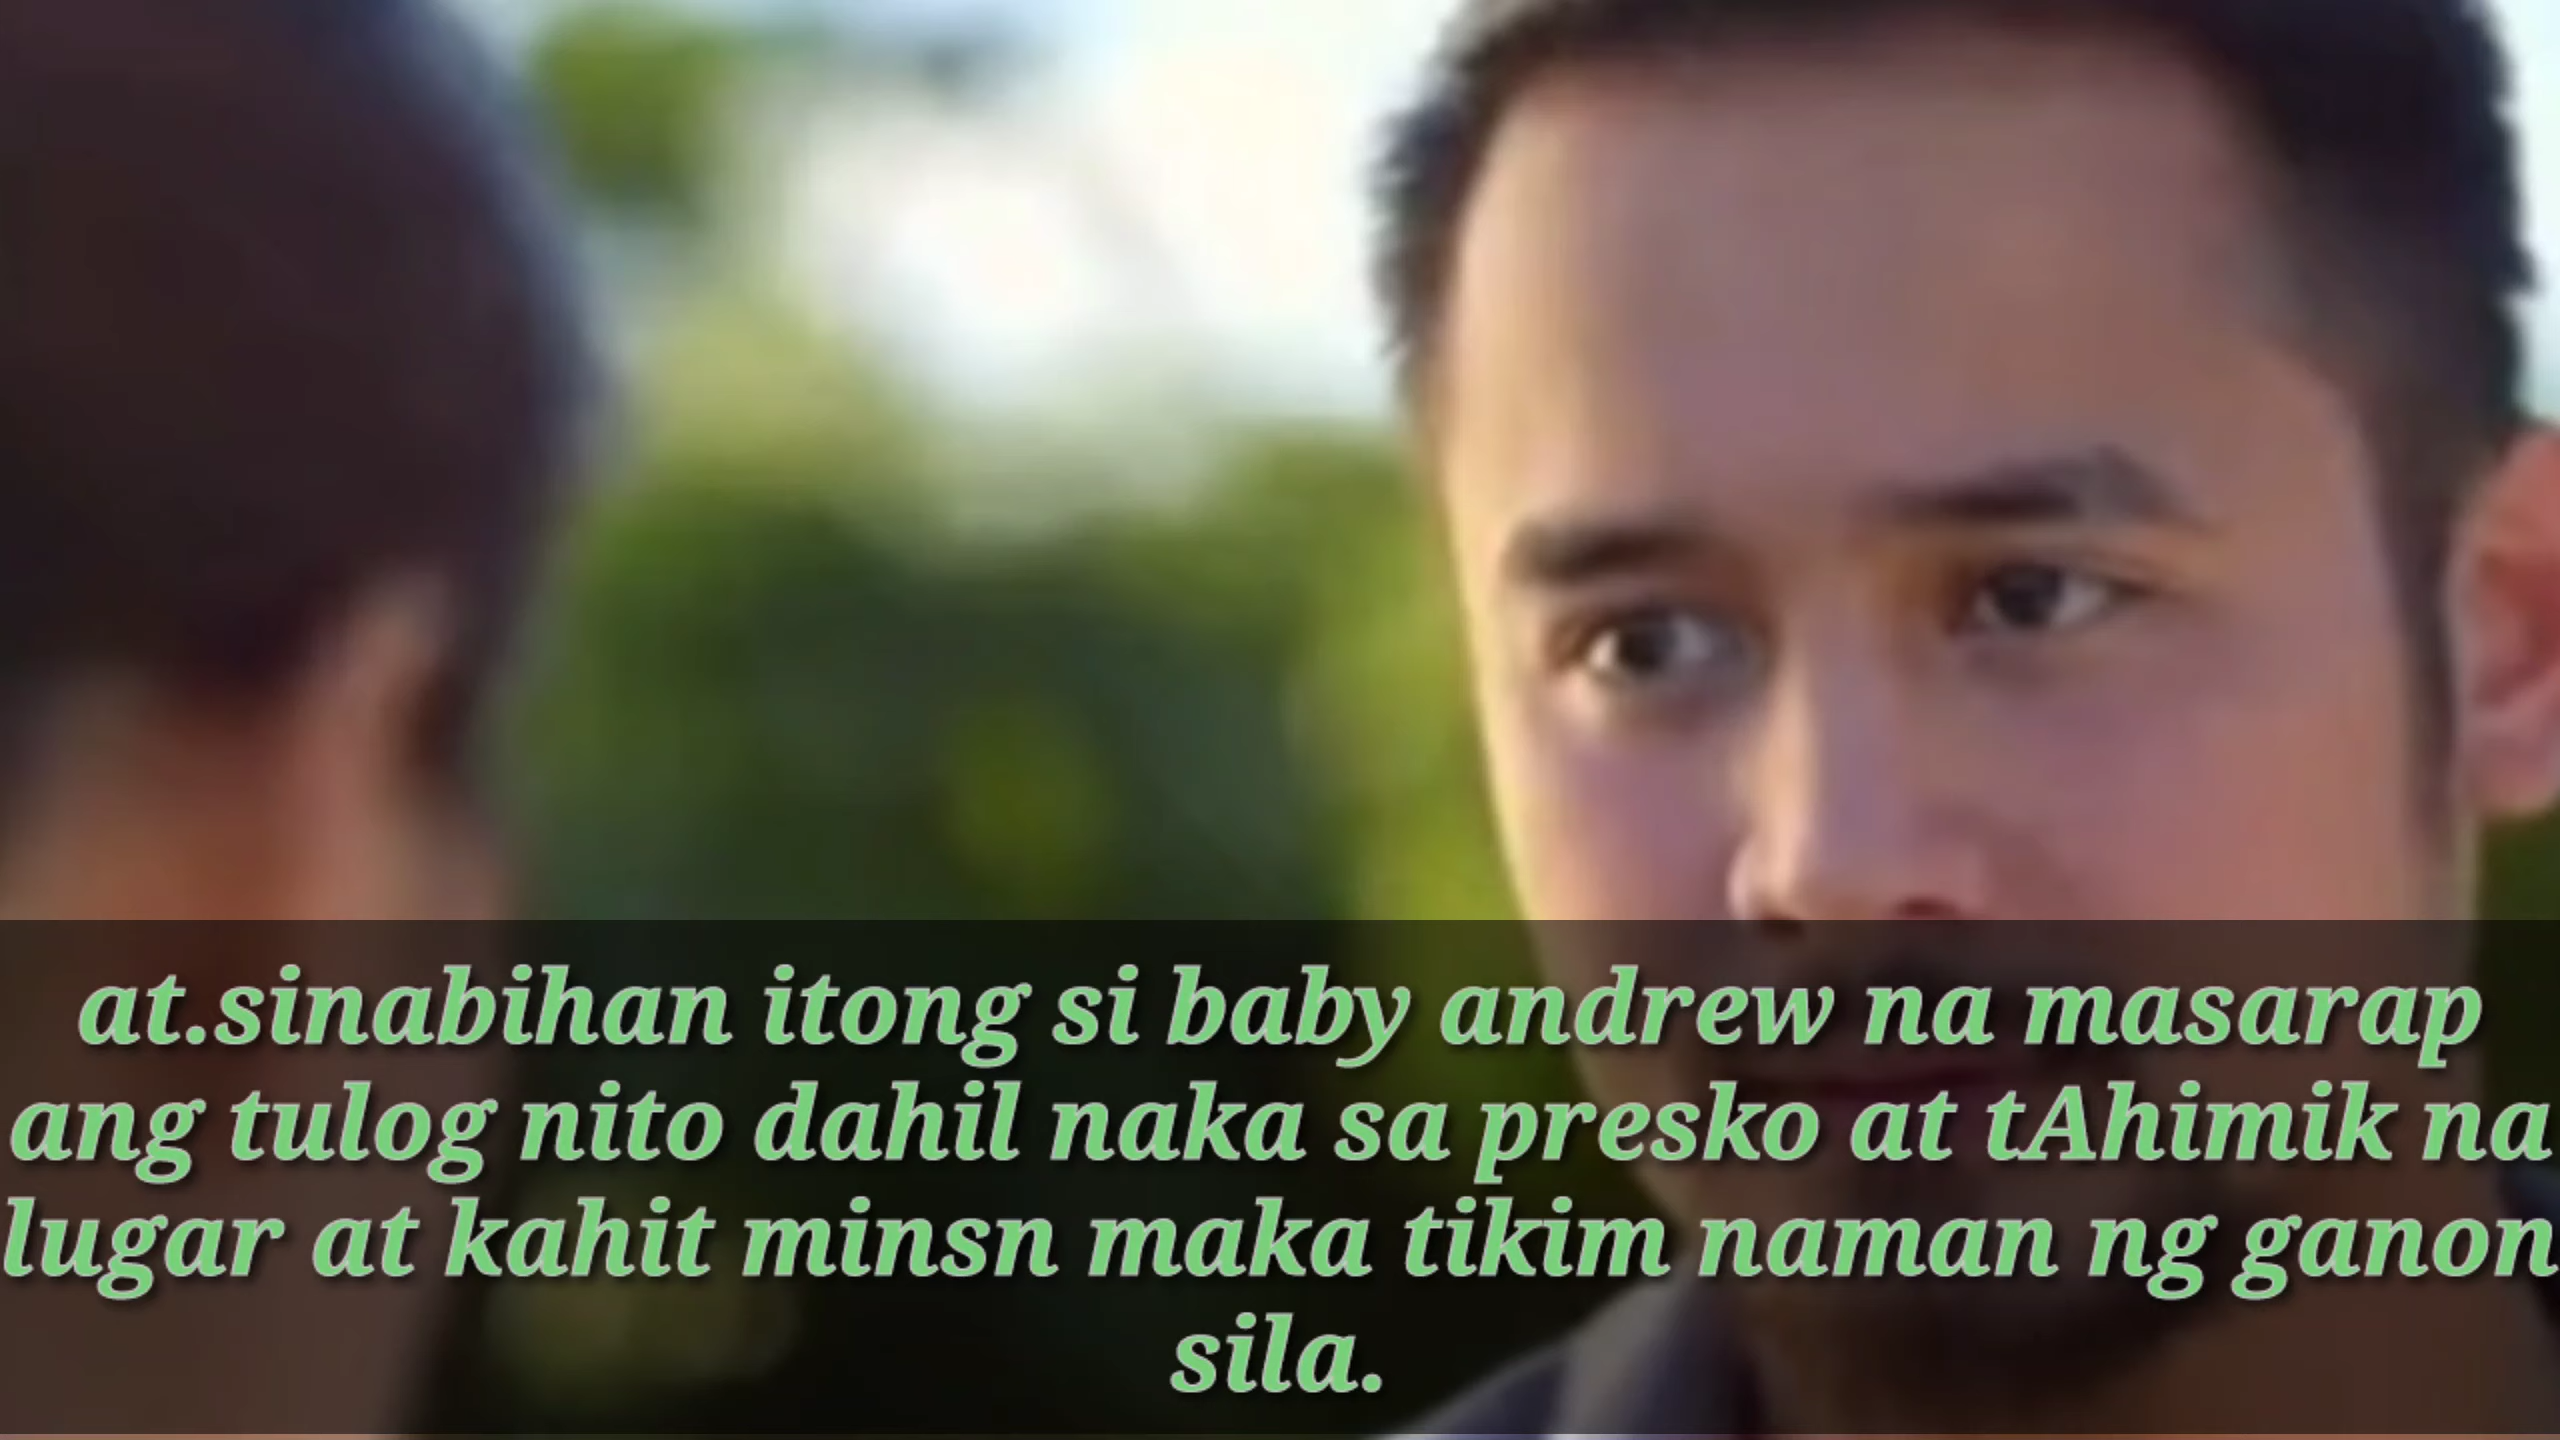 at.sinabihan itong si baby andrew na masarap
ang tulog nito dahil naka sa presko at tAhimik na
lugar at kahit minsn maka tikim naman ng ganon
sila.